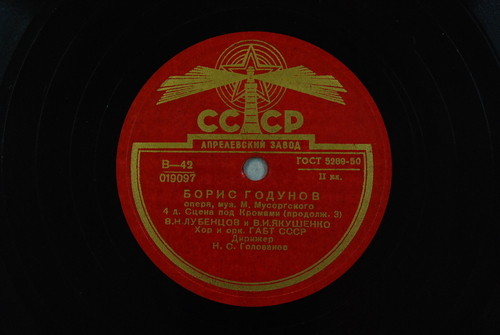 СССР
АПРЕЛЕВСКИЙ ЗАВОД
В—42 ГОСТ 5289-50
019097 II кл.
БОРИС ГОДУНОВ
опера, муз. М. Мусоргского
4 д. Сцена под Кромами (продолж. 3)
В.Н.ЛУБЕНЦОВ и В.И.ЯКУШЕНКО
Хор и орк. ГАБТ СССР
Дирижер
Н. С. Голованов